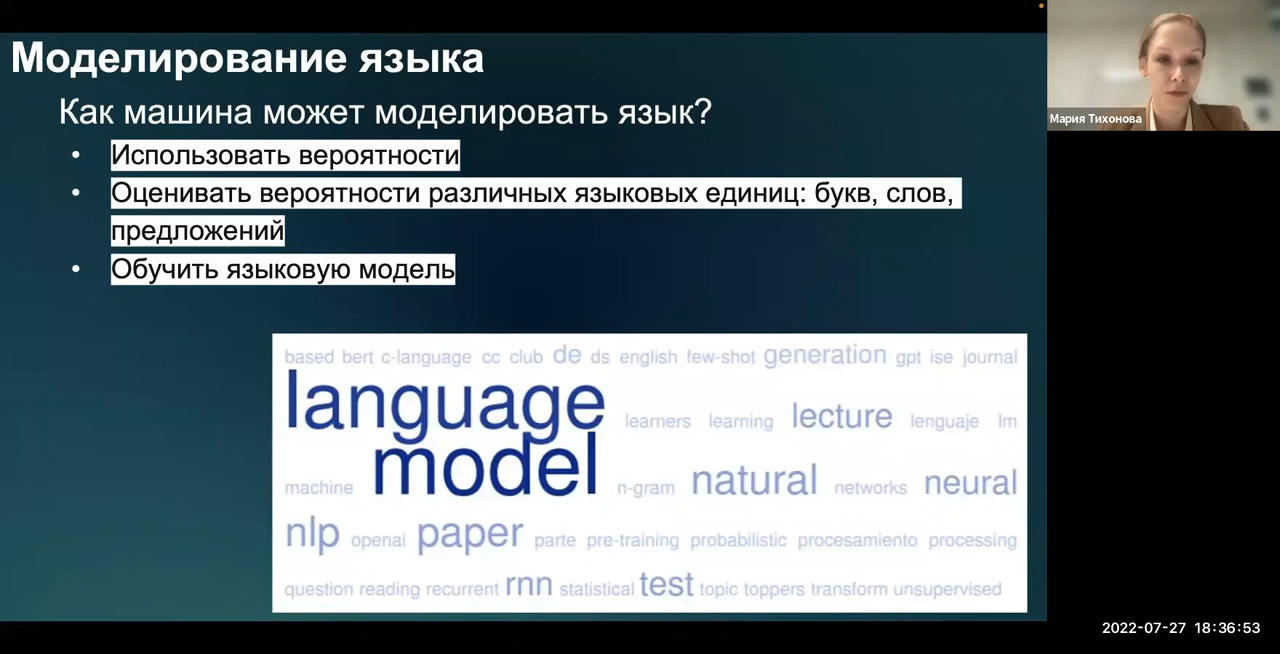 Моделирование языка
Как машина может моделировать язык?
• Использовать вероятности
• Оценивать вероятности различных языковых единиц: букв, слов,
предложений
• Обучить языковую модель
based bert c-language cc club de ds english few-shot generation gpt ise journal
language learners learning lecture lenguaje lm
machine model n-gram natural networks neural
nlp openai paper parte pre-training probabilistic procesamiento processing
question reading recurrent rnn statistical test topic toppers transform unsupervised
Мария Тихонова
2022-07-27 18:36:53